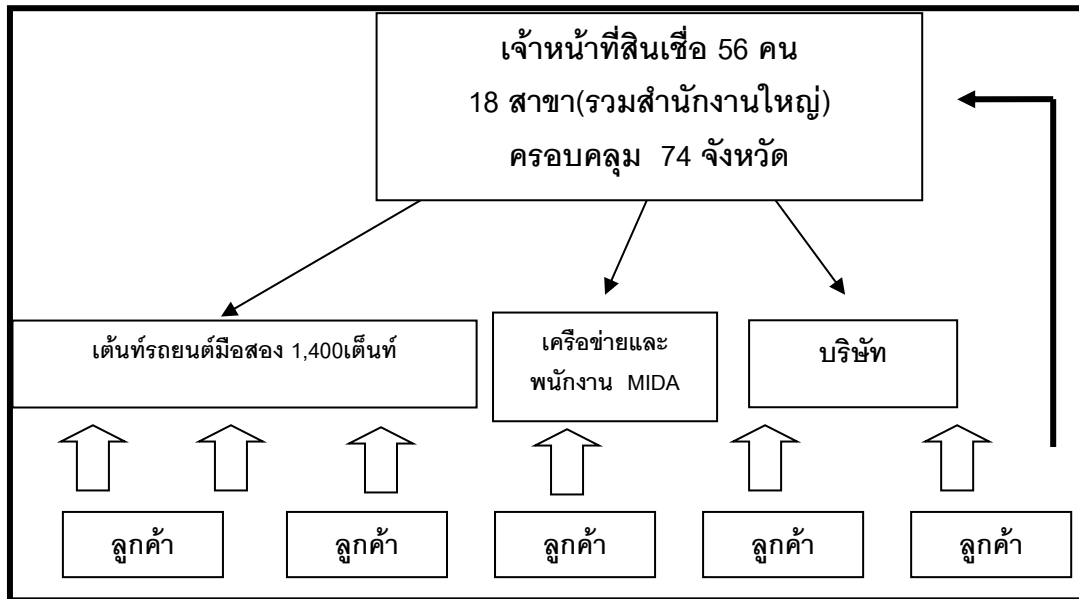 เจ้าหน้าที่สินเชื่อ 56 คน
18 สาขา(รวมสำนักงานใหญ่)
ครอบคลุม 74 จังหวัด
เต้นท์รถยนต์มือสอง 1,400เต็นท์
เครือข่ายและ
พนักงาน MIDA
บริษัท
ลูกค้า
ลูกค้า
ลูกค้า
ลูกค้า
ลูกค้า